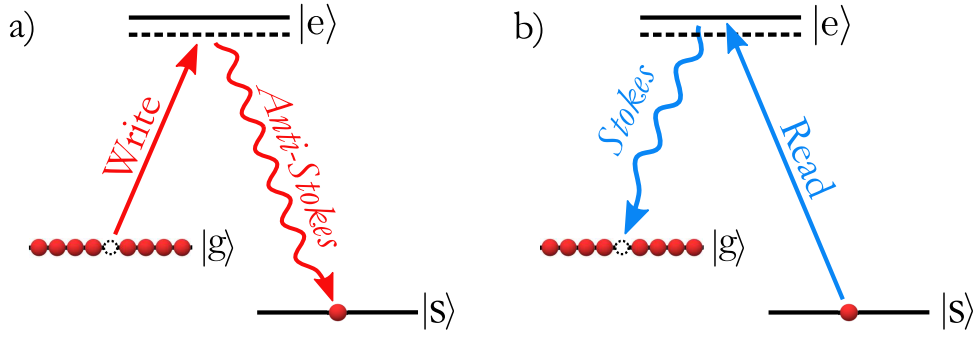 a)
|e⟩
Write
Anti-Stokes
|g⟩
|s⟩
b)
|e⟩
Stokes
Read
|g⟩
|s⟩